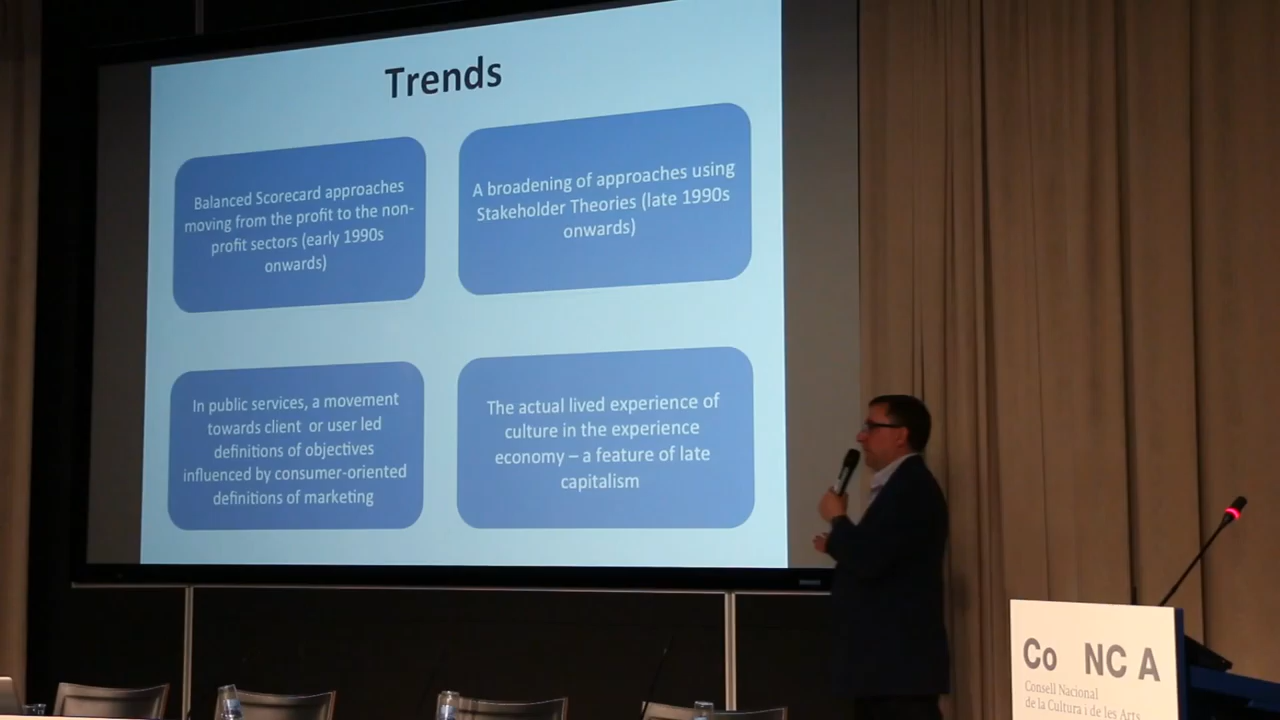 Trends
Balanced Scorecard approaches
moving from the profit to the non-
profit sectors (early 1990s
onwards)
A broadening of approaches using
Stakeholder Theories (late 1990s
onwards)
In public services, a movement
towards client or user led
definitions of objectives
influenced by consumer-oriented
definitions of marketing
The actual lived experience of
culture in the experience
economy – a feature of late
capitalism
Co NC A
Consell Nacional
de la Cultura i de les Arts